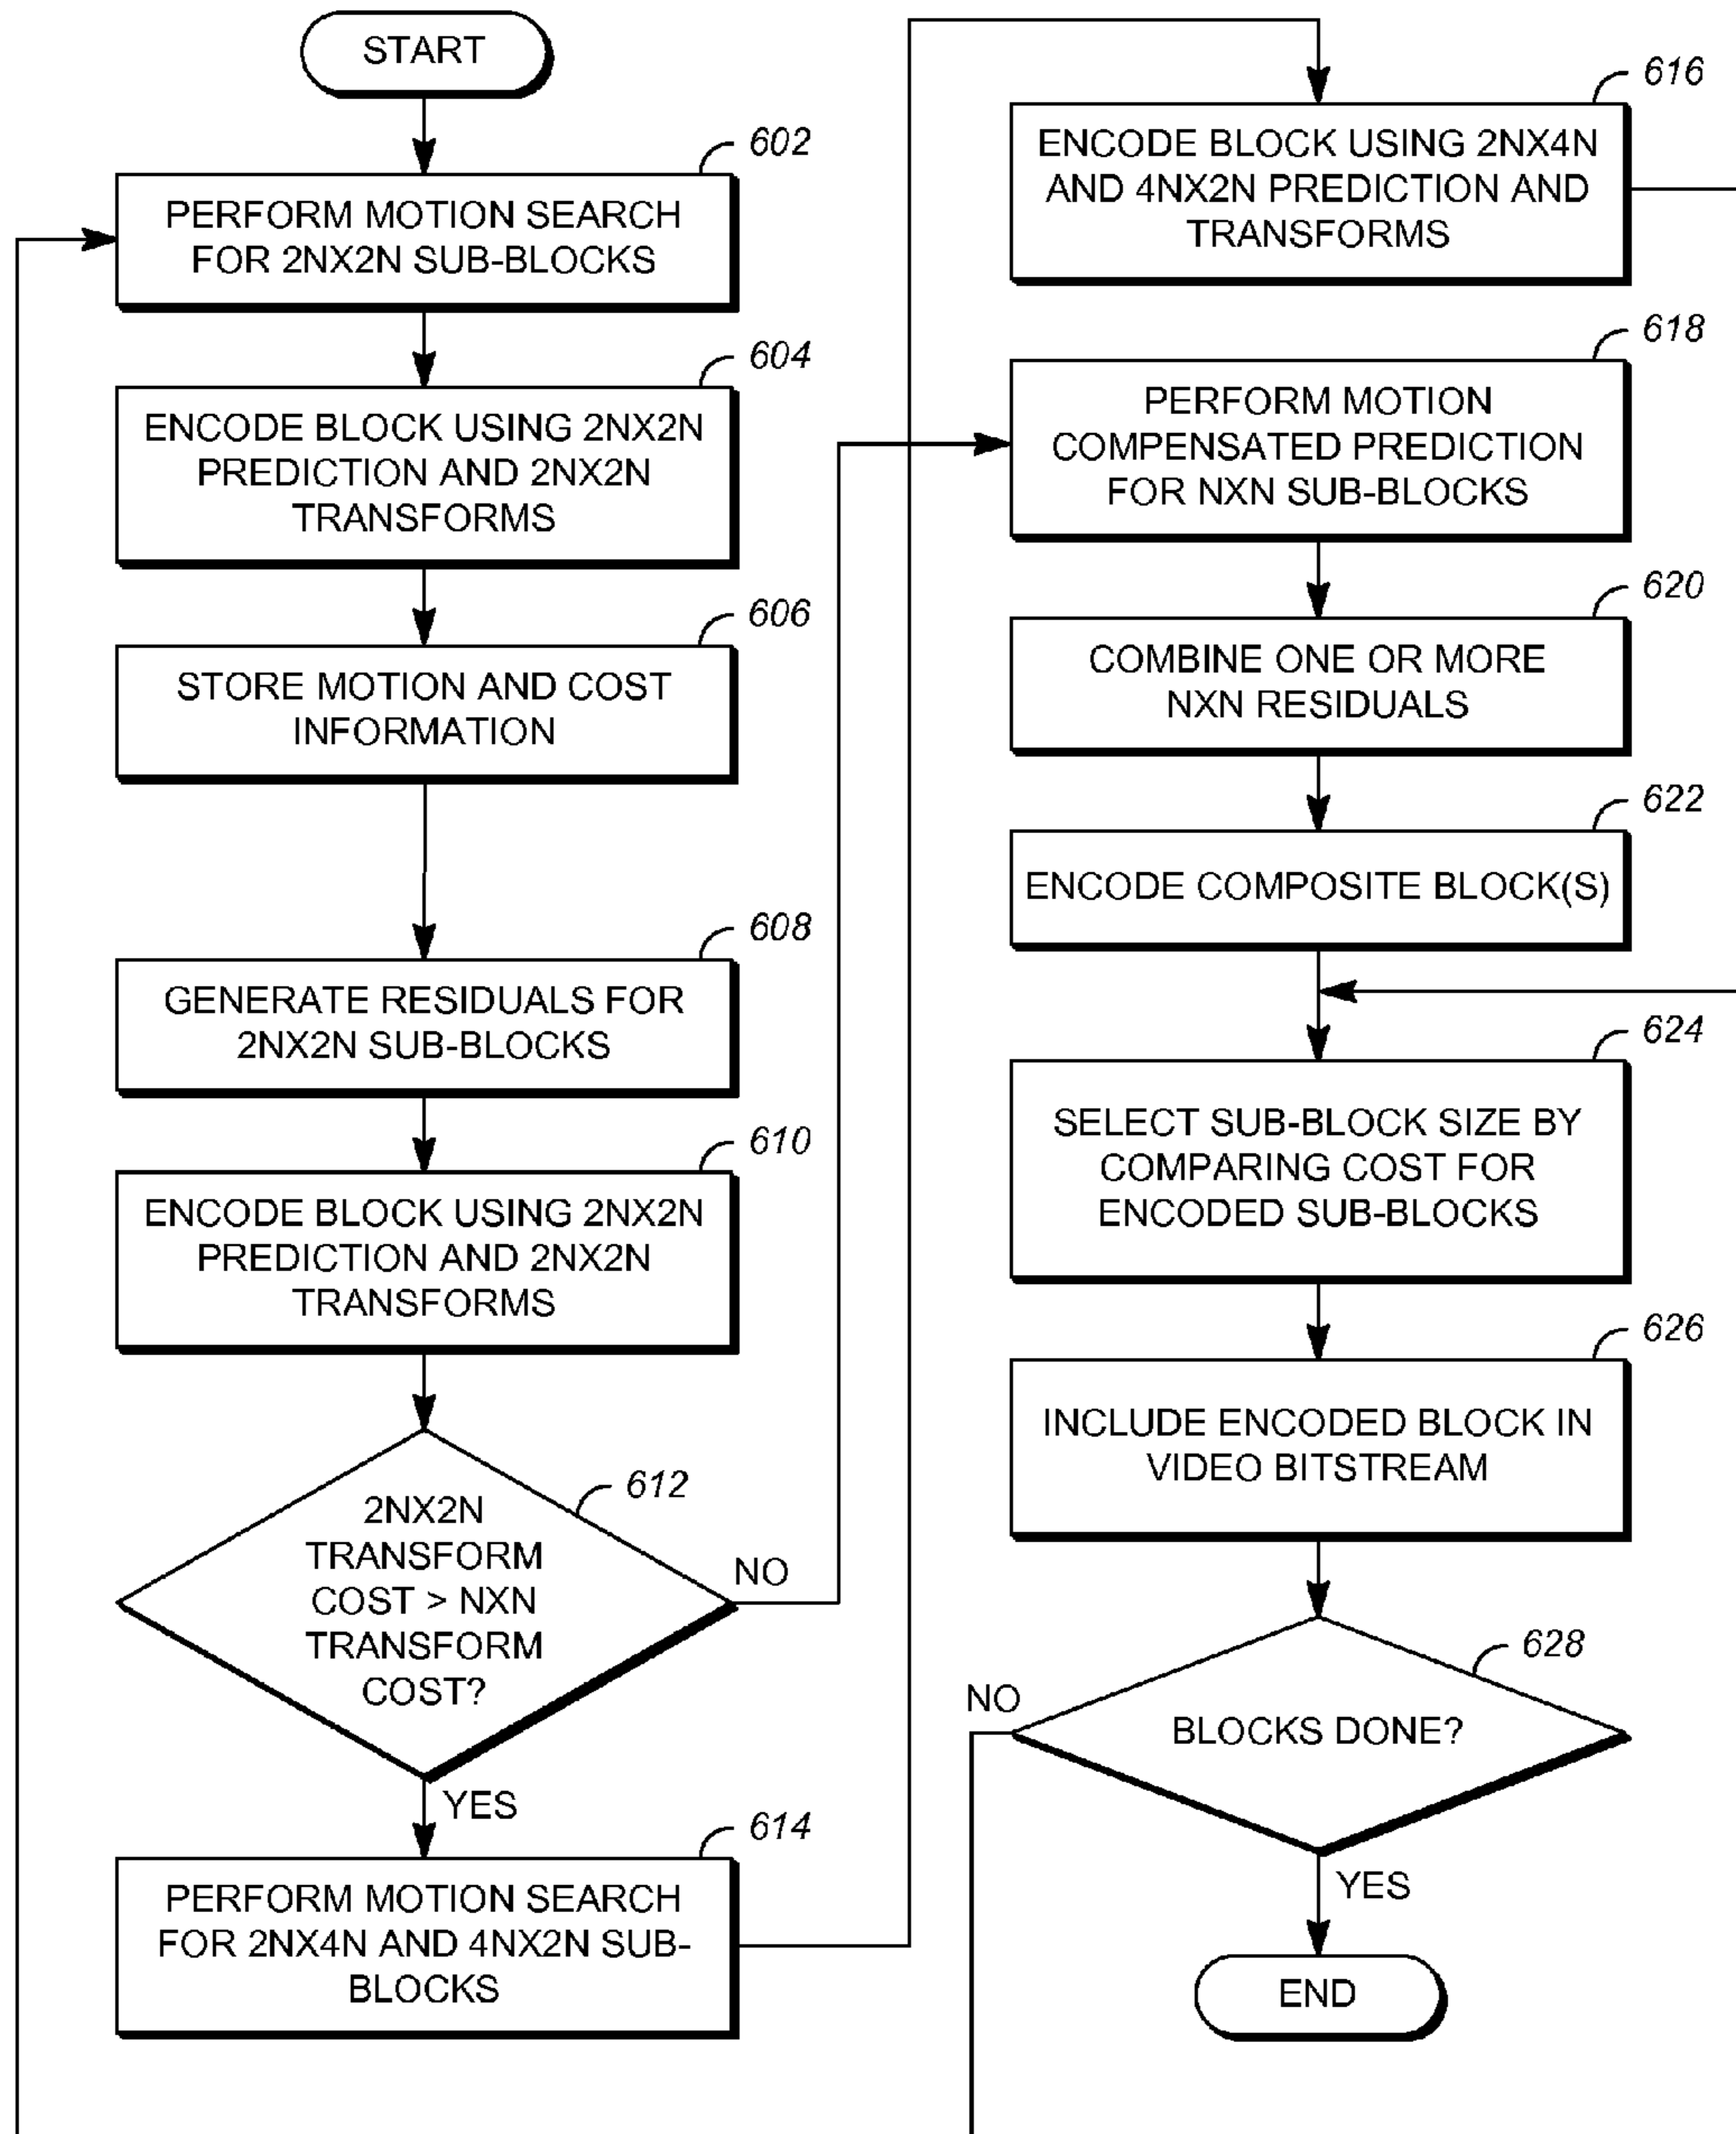 START
602
PERFORM MOTION SEARCH
FOR 2NX2N SUB-BLOCKS
604
ENCODE BLOCK USING 2NX2N
PREDICTION AND 2NX2N
TRANSFORMS
606
STORE MOTION AND COST
INFORMATION
608
GENERATE RESIDUALS FOR
2NX2N SUB-BLOCKS
610
ENCODE BLOCK USING 2NX2N
PREDICTION AND 2NX2N
TRANSFORMS
612
2NX2N
TRANSFORM
COST > NXN
TRANSFORM
COST?
NO
YES
614
PERFORM MOTION SEARCH
FOR 2NX4N AND 4NX2N SUB-
BLOCKS
616
ENCODE BLOCK USING 2NX4N
AND 4NX2N PREDICTION AND
TRANSFORMS
618
PERFORM MOTION
COMPENSATED PREDICTION
FOR NXN SUB-BLOCKS
620
COMBINE ONE OR MORE
NXN RESIDUALS
622
ENCODE COMPOSITE BLOCK(S)
624
SELECT SUB-BLOCK SIZE BY
COMPARING COST FOR
ENCODED SUB-BLOCKS
626
INCLUDE ENCODED BLOCK IN
VIDEO BITSTREAM
628
BLOCKS DONE?
NO
YES
END